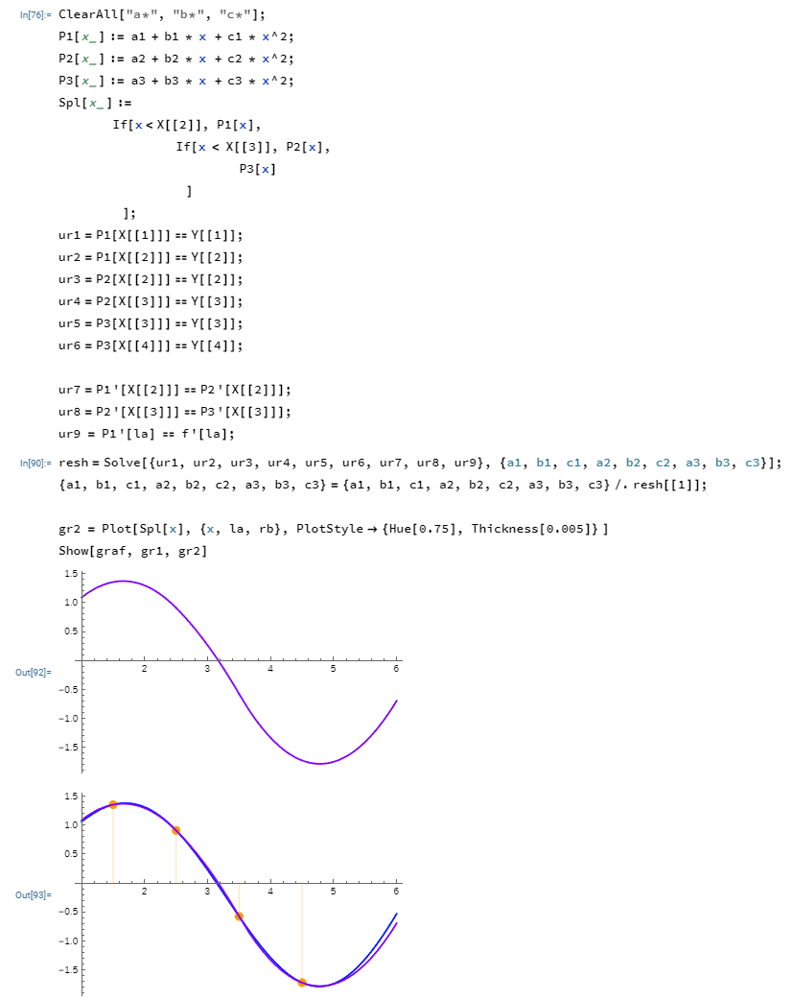 In[76]:= ClearAll["a*", "b*", "c*"];
P1[x_] := a1 + b1 * x + c1 * x^2;
P2[x_] := a2 + b2 * x + c2 * x^2;
P3[x_] := a3 + b3 * x + c3 * x^2;
Spl[x_] :=
If[x < X[[2]], P1[x],
If[x < X[[3]], P2[x],
P3[x]
]
];
ur1 = P1[X[[1]]] == Y[[1]];
ur2 = P1[X[[2]]] == Y[[2]];
ur3 = P2[X[[2]]] == Y[[2]];
ur4 = P2[X[[3]]] == Y[[3]];
ur5 = P3[X[[3]]] == Y[[3]];
ur6 = P3[X[[4]]] == Y[[4]];
ur7 = P1'[X[[2]]] == P2'[X[[2]]];
ur8 = P2'[X[[3]]] == P3'[X[[3]]];
ur9 = P1'[la] == f'[la];
In[90]:= resh = Solve[{ur1, ur2, ur3, ur4, ur5, ur6, ur7, ur8, ur9}, {a1, b1, c1, a2, b2, c2, a3, b3, c3}];
{a1, b1, c1, a2, b2, c2, a3, b3, c3} = {a1, b1, c1, a2, b2, c2, a3, b3, c3} /. resh[[1]];
gr2 = Plot[Spl[x], {x, la, rb}, PlotStyle → {Hue[0.75], Thickness[0.005]} ]
Show[graf, gr1, gr2]
1.5
1.0
0.5
2 3 4 5 6
Out[92]=
-0.5
-1.0
-1.5
1.5
1.0
0.5
2 3 4 5 6
Out[93]=
-0.5
-1.0
-1.5